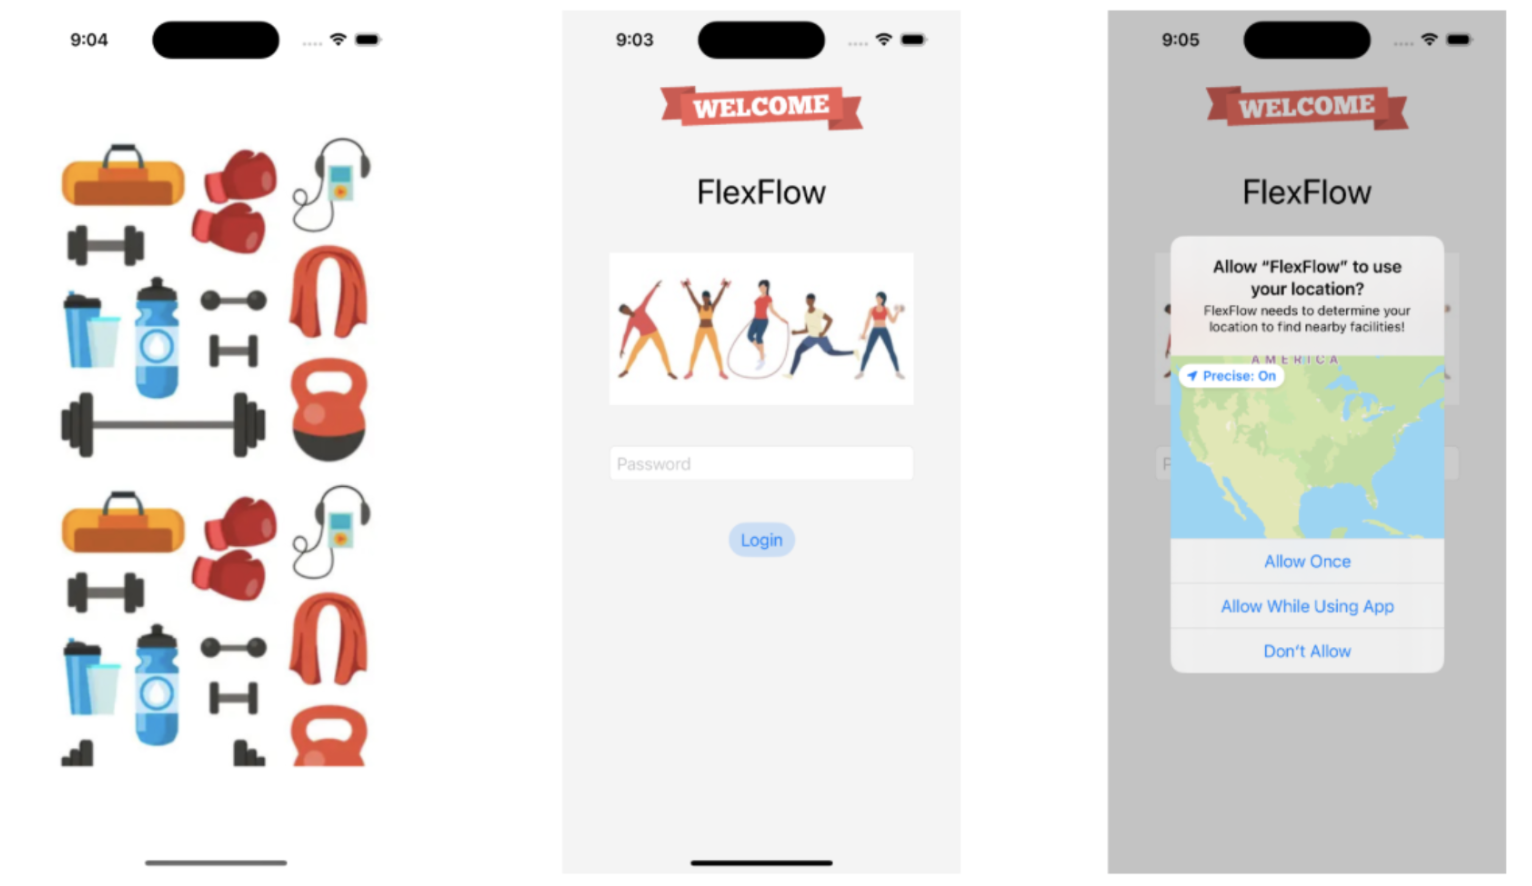 9:04
9:03
WELCOME
FlexFlow
Password
Login
9:05
WELCOME
FlexFlow
Allow “FlexFlow” to use
your location?
FlexFlow needs to determine your
location to find nearby facilities!
AMERICA
Precise: On
P
Allow Once
Allow While Using App
Don’t Allow